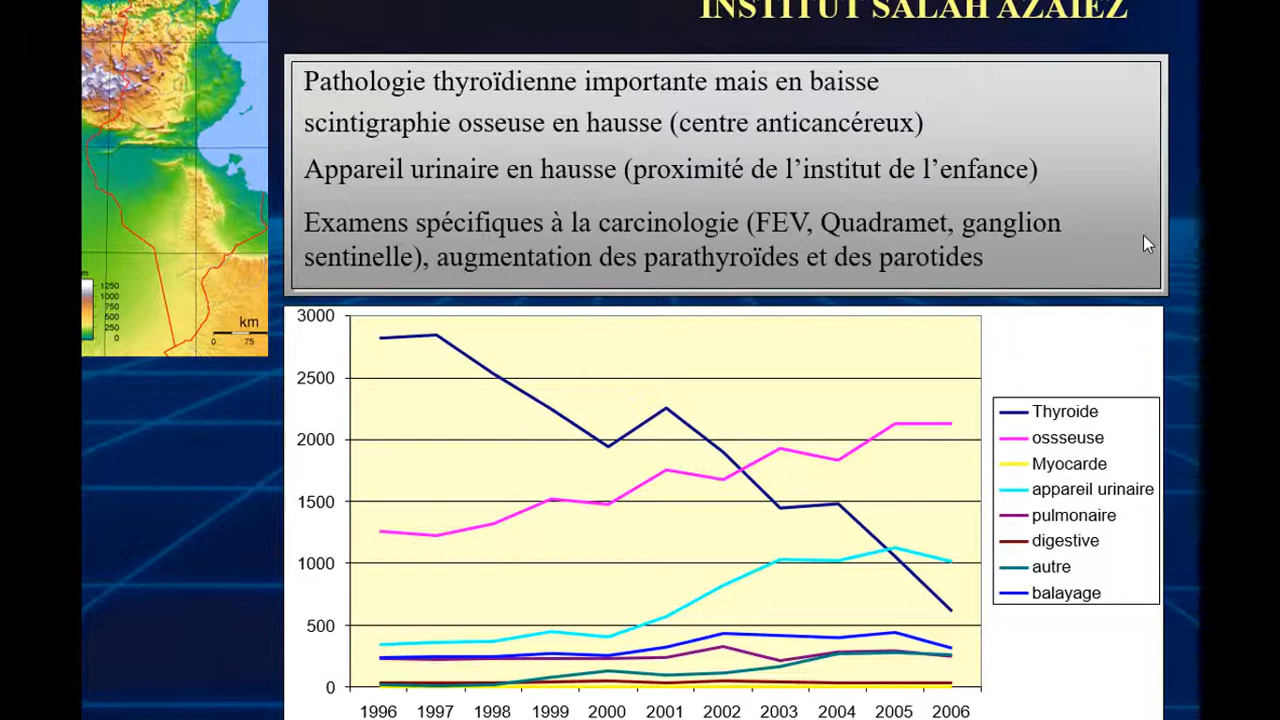 INSTITUT SALAH AZAIEZ
Pathologie thyroïdienne importante mais en baisse
scintigraphie osseuse en hausse (centre anticancéreux)
Appareil urinaire en hausse (proximité de l’institut de l’enfance)
Examens spécifiques à la carcinologie (FEV, Quadramet, ganglion
sentinelle), augmentation des parathyroïdes et des parotides
m
1250
1000
750
500
250
0
km
0 75
3000
2500
2000
1500
1000
500
0
1996 1997 1998 1999 2000 2001 2002 2003 2004 2005 2006
Thyroide
ossseuse
Myocarde
appareil urinaire
pulmonaire
digestive
autre
balayage